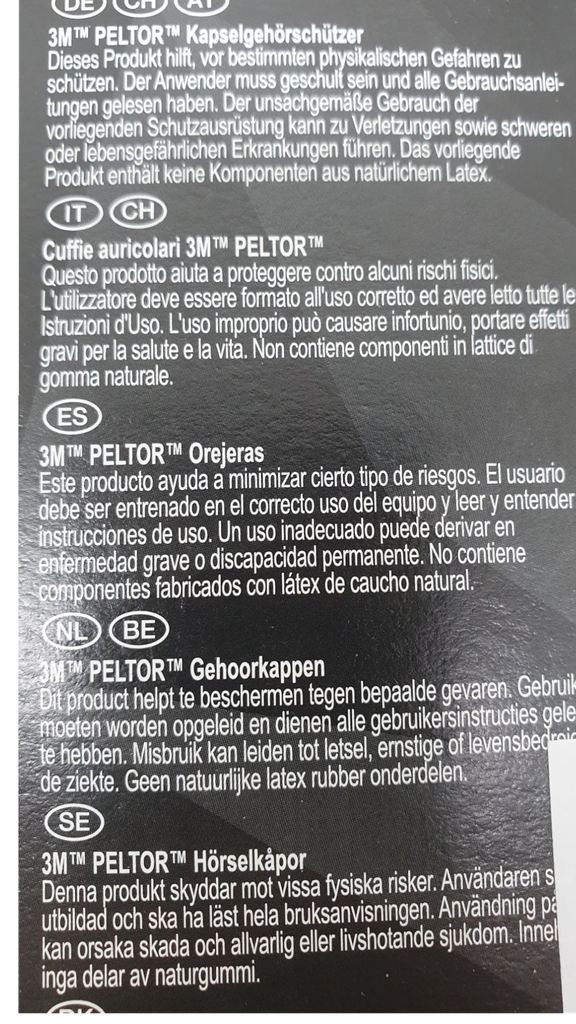 DE CH AT
3M™ PELTOR™ Kapselgehörschützer
Dieses Produkt hilft, vor bestimmten physikalischen Gefahren zu
schützen. Der Anwender muss geschult sein und alle Gebrauchsanlei-
tungen gelesen haben. Der unsachgemäße Gebrauch der
vorliegenden Schutzausrüstung kann zu Verletzungen sowie schweren
oder lebensgefährlichen Erkrankungen führen. Das vorliegende
Produkt enthält keine Komponenten aus natürlichem Latex.
IT CH
Cuffie auricolari 3M™ PELTOR™
Questo prodotto aiuta a proteggere contro alcuni rischi fisici.
L'utilizzatore deve essere formato all'uso corretto ed avere letto tutte le
Istruzioni d'Uso. L'uso improprio può causare infortunio, portare effetti
gravi per la salute e la vita. Non contiene componenti in lattice di
gomma naturale.
ES
3M™ PELTOR™ Orejeras
Este producto ayuda a minimizar cierto tipo de riesgos. El usuario
debe ser entrenado en el correcto uso del equipo y leer y entender
instrucciones de uso. Un uso inadecuado puede derivar en
enfermedad grave o discapacidad permanente. No contiene
componentes fabricados con látex de caucho natural.
NL BE
3M™ PELTOR™ Gehoorkappen
Dit product helpt te beschermen tegen bepaalde gevaren. Gebruik
moeten worden opgeleid en dienen alle gebruikersinstructies gele
te hebben. Misbruik kan leiden tot letsel, ernstige of
de ziekte. Geen natuurlijke latex rubber onderdelen.
SE
3M™ PELTOR™ Hörselkåpor
Denna produkt skyddar mot vissa fysiska risker. Användaren s
utbildad och ska ha läst hela bruksanvisningen. Användning på
kan orsaka skada och allvarlig eller livshotande sjukdom. Inneh
inga delar av naturgummi.